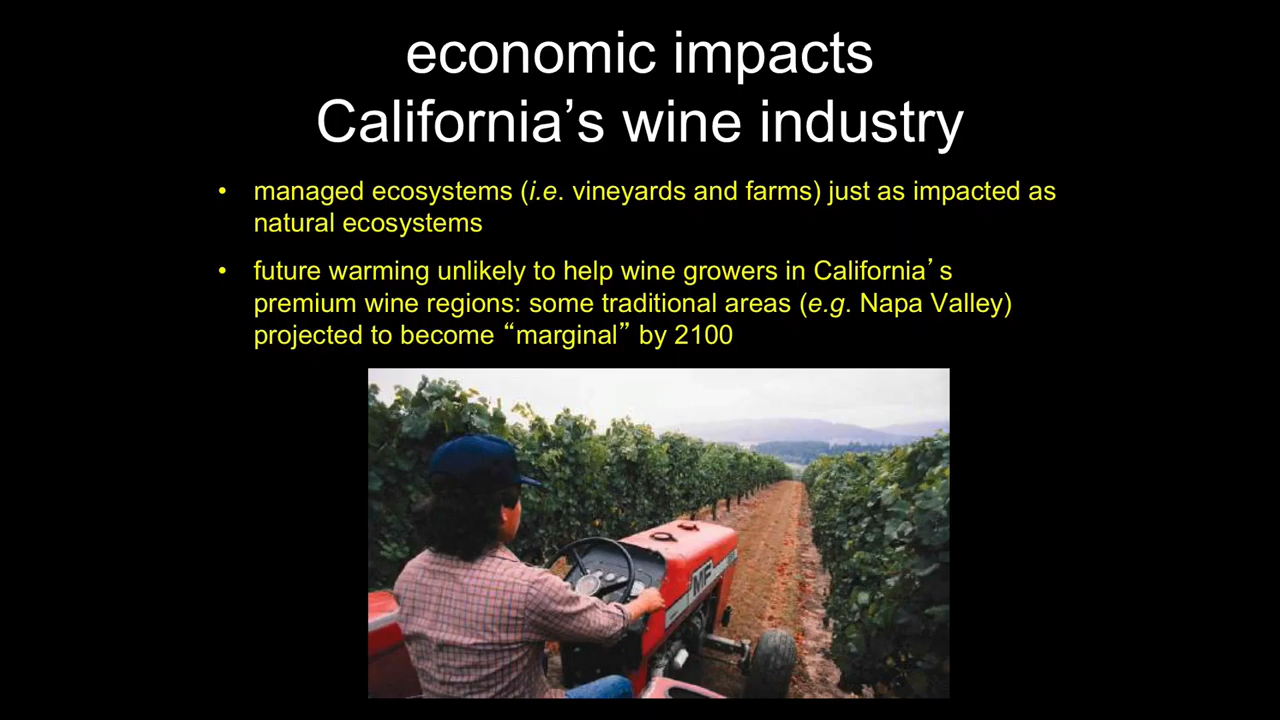 economic impacts
California’s wine industry
• managed ecosystems (i.e. vineyards and farms) just as impacted as
natural ecosystems
• future warming unlikely to help wine growers in California’s
premium wine regions: some traditional areas (e.g. Napa Valley)
projected to become “marginal” by 2100
MF